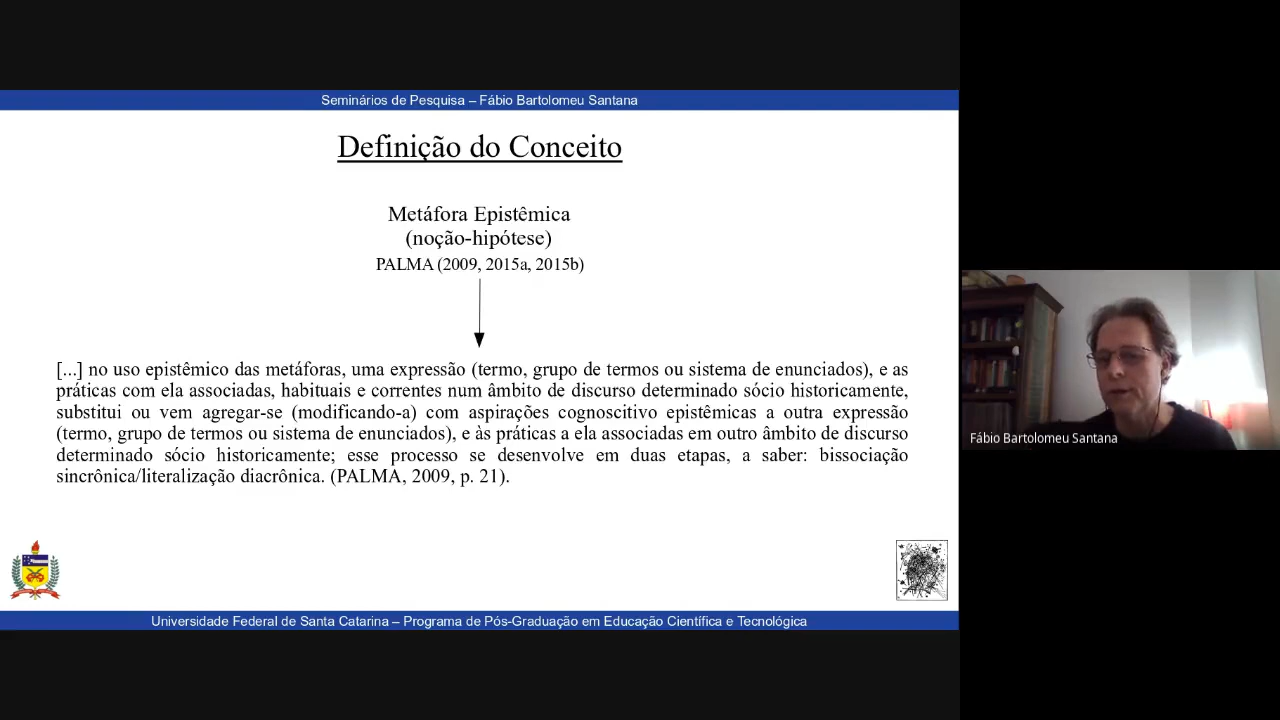 Seminários de Pesquisa – Fábio Bartolomeu Santana
Definição do Conceito
Metáfora Epistêmica
(noção-hipótese)
PALMA (2009, 2015a, 2015b)
[...] no uso epistêmico das metáforas, uma expressão (termo, grupo de termos ou sistema de enunciados), e as
práticas com ela associadas, habituais e correntes num âmbito de discurso determinado sócio historicamente,
substitui ou vem agregar-se (modificando-a) com aspirações cognoscitivo epistêmicas a outra expressão
(termo, grupo de termos ou sistema de enunciados), e às práticas a ela associadas em outro âmbito de discurso
determinado sócio historicamente; esse processo se desenvolve em duas etapas, a saber: bissociação
sincrônica/literalização diacrônica. (PALMA, 2009, p. 21).
Universidade Federal de Santa Catarina – Programa de Pós-Graduação em Educação Científica e Tecnológica
Fábio Bartolomeu Santana